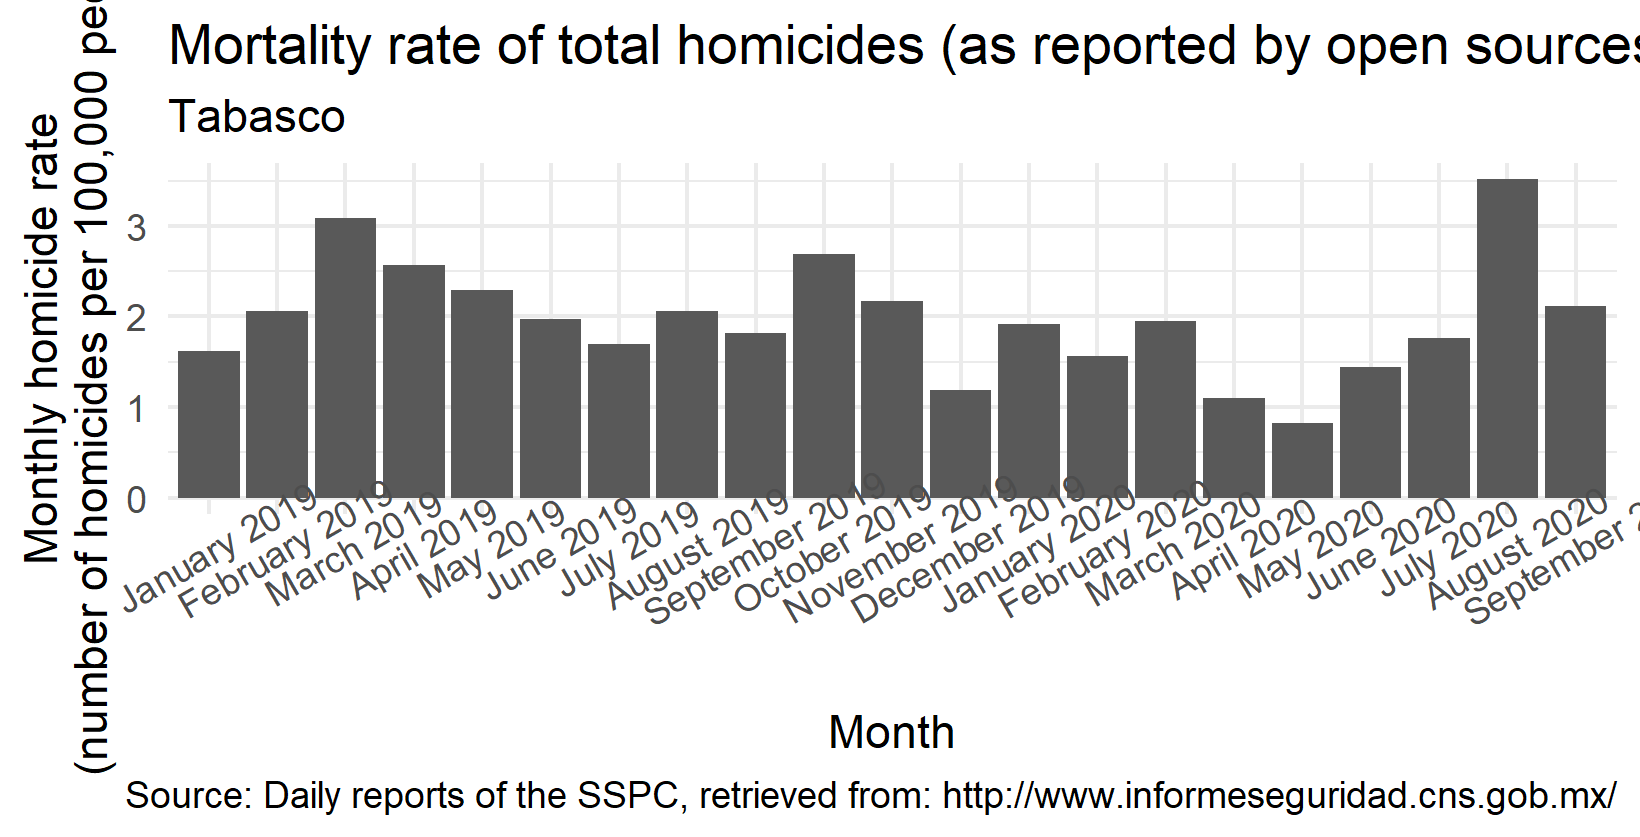 Mortality rate of total homicides (as reported by open sources
Tabasco
Monthly homicide rate
(number of homicides per 100,000
3
2
1
0
January 2019
February 2019
March 2019
April 2019
May 2019
June 2019
July 2019
August 2019
September 2019
October 2019
November 2019
December 2019
January 2020
February 2020
March 2020
April 2020
May 2020
June 2020
July 2020
August 2020
September
Month
Source: Daily reports of the SSPC, retrieved from: http://www.informeseguridad.cns.gob.mx/